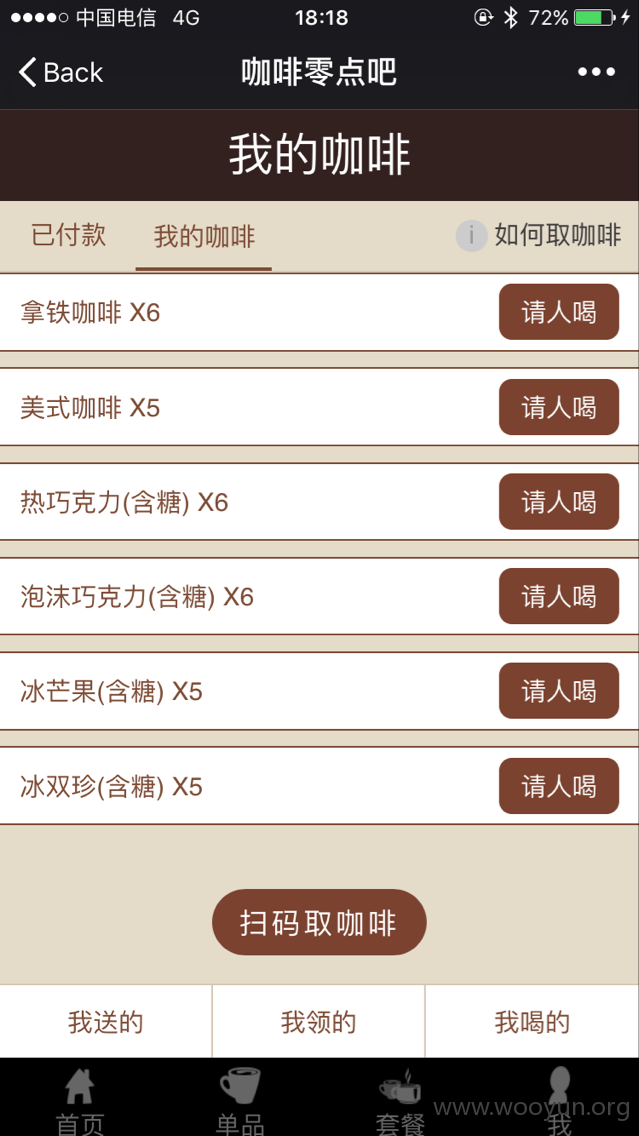 中国电信 4G 18:18 72%
Back 咖啡零点吧
我的咖啡
已付款 我的咖啡 i 如何取咖啡
拿铁咖啡 X6 请人喝
美式咖啡 X5 请人喝
热巧克力(含糖) X6 请人喝
泡沫巧克力(含糖) X6 请人喝
冰芒果(含糖) X5 请人喝
冰双珍(含糖) X5 请人喝
扫码取咖啡
我送的 我领的 我喝的
首页 单品 套餐 我
www.wooyun.org